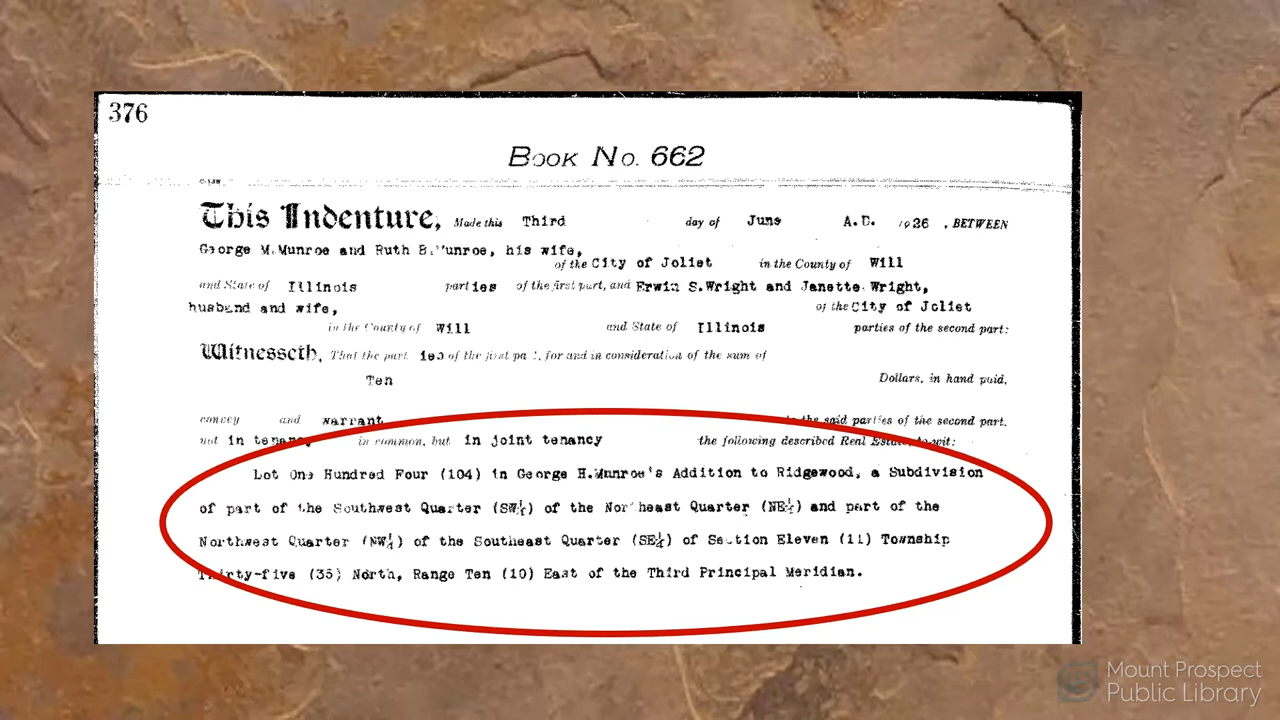 376
BOOK NO. 662
This Indenture, Made this Third day of June A.D. 1926 , BETWEEN
George M. Munroe and Ruth B. Munroe, his wife,
of the City of Joliet in the County of Will
and State of Illinois parties of the first part, and Erwin S. Wright and Janette Wright,
husband and wife, of the City of Joliet
in the County of Will and State of Illinois parties of the second part:
Witnesseth, That the part ies of the first part, for and in consideration of the sum of
Ten Dollars, in hand paid,
convey and warrant to the said parties of the second part,
not in tenancy in common, but in joint tenancy the following described Real Estate, to-wit:
Lot One Hundred Four (104) in George H. Munroe's Addition to Ridgewood, a Subdivision
of part of the Southwest Quarter (SW¼) of the Northeast Quarter (NE¼) and part of the
Northwest Quarter (NW¼) of the Southeast Quarter (SE¼) of Section Eleven (11) Township
Thirty-five (35) North, Range Ten (10) East of the Third Principal Meridian.
Mount Prospect
Public Library